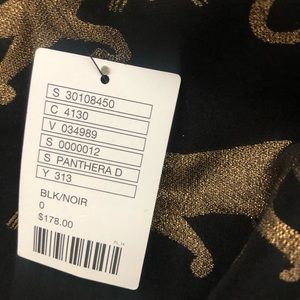 S 30108450
C 4130
V 034989
S 0000012
S PANTHERA D
Y 313
BLK/NOIR
0
$178.00